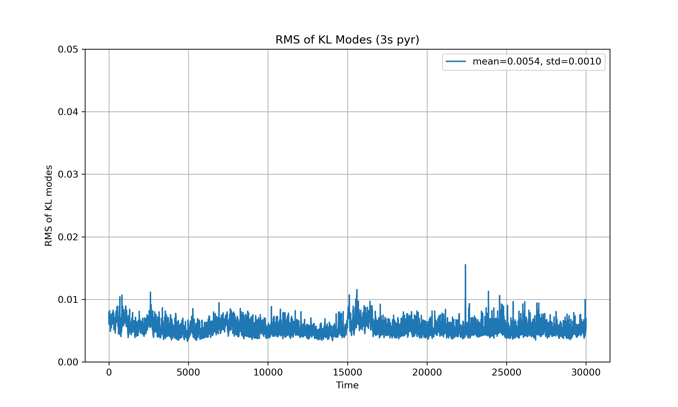 RMS of KL Modes (3s pyr)
mean=0.0054, std=0.0010
0.05
0.04
0.03
0.02
0.01
0.00
RMS of KL modes
0 5000 10000 15000 20000 25000 30000
Time